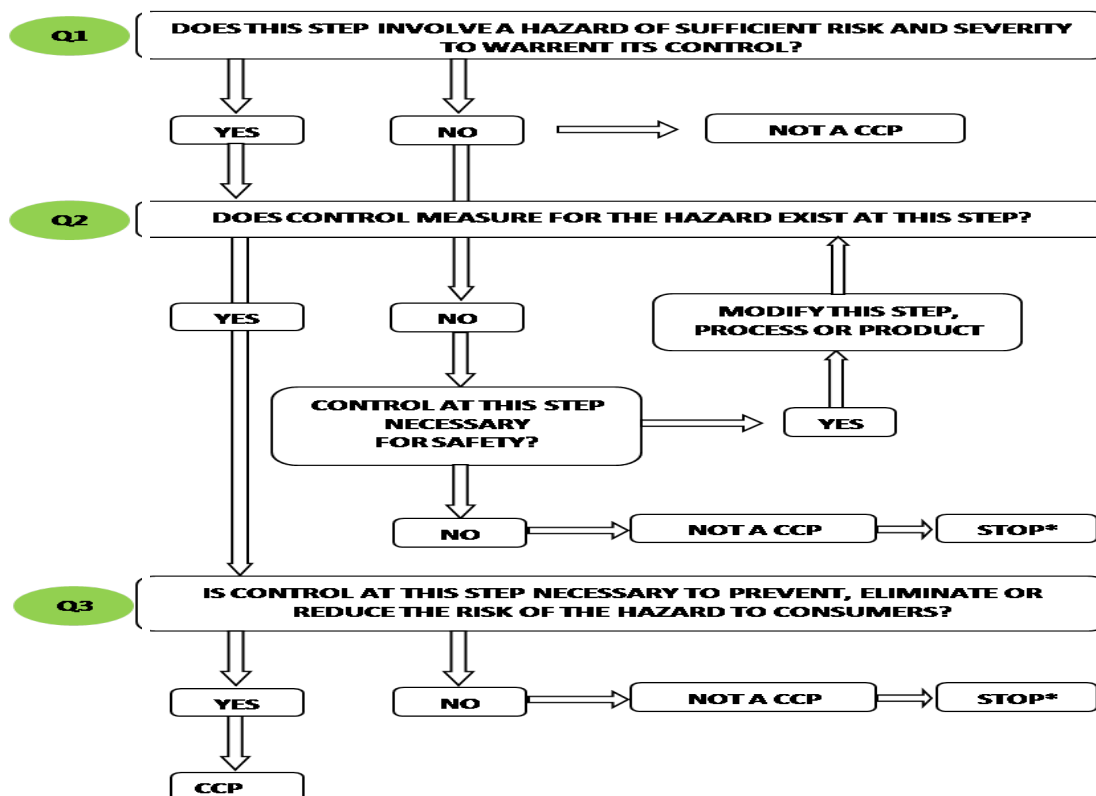 Q1
DOES THIS STEP INVOLVE A HAZARD OF SUFFICIENT RISK AND SEVERITY
TO WARRENT ITS CONTROL?
YES
NO
NOT A CCP
Q2
DOES CONTROL MEASURE FOR THE HAZARD EXIST AT THIS STEP?
YES
NO
MODIFY THIS STEP,
PROCESS OR PRODUCT
CONTROL AT THIS STEP
NECESSARY
FOR SAFETY?
YES
NO
NOT A CCP
STOP*
Q3
IS CONTROL AT THIS STEP NECESSARY TO PREVENT, ELIMINATE OR
REDUCE THE RISK OF THE HAZARD TO CONSUMERS?
YES
NO
NOT A CCP
STOP*
CCP